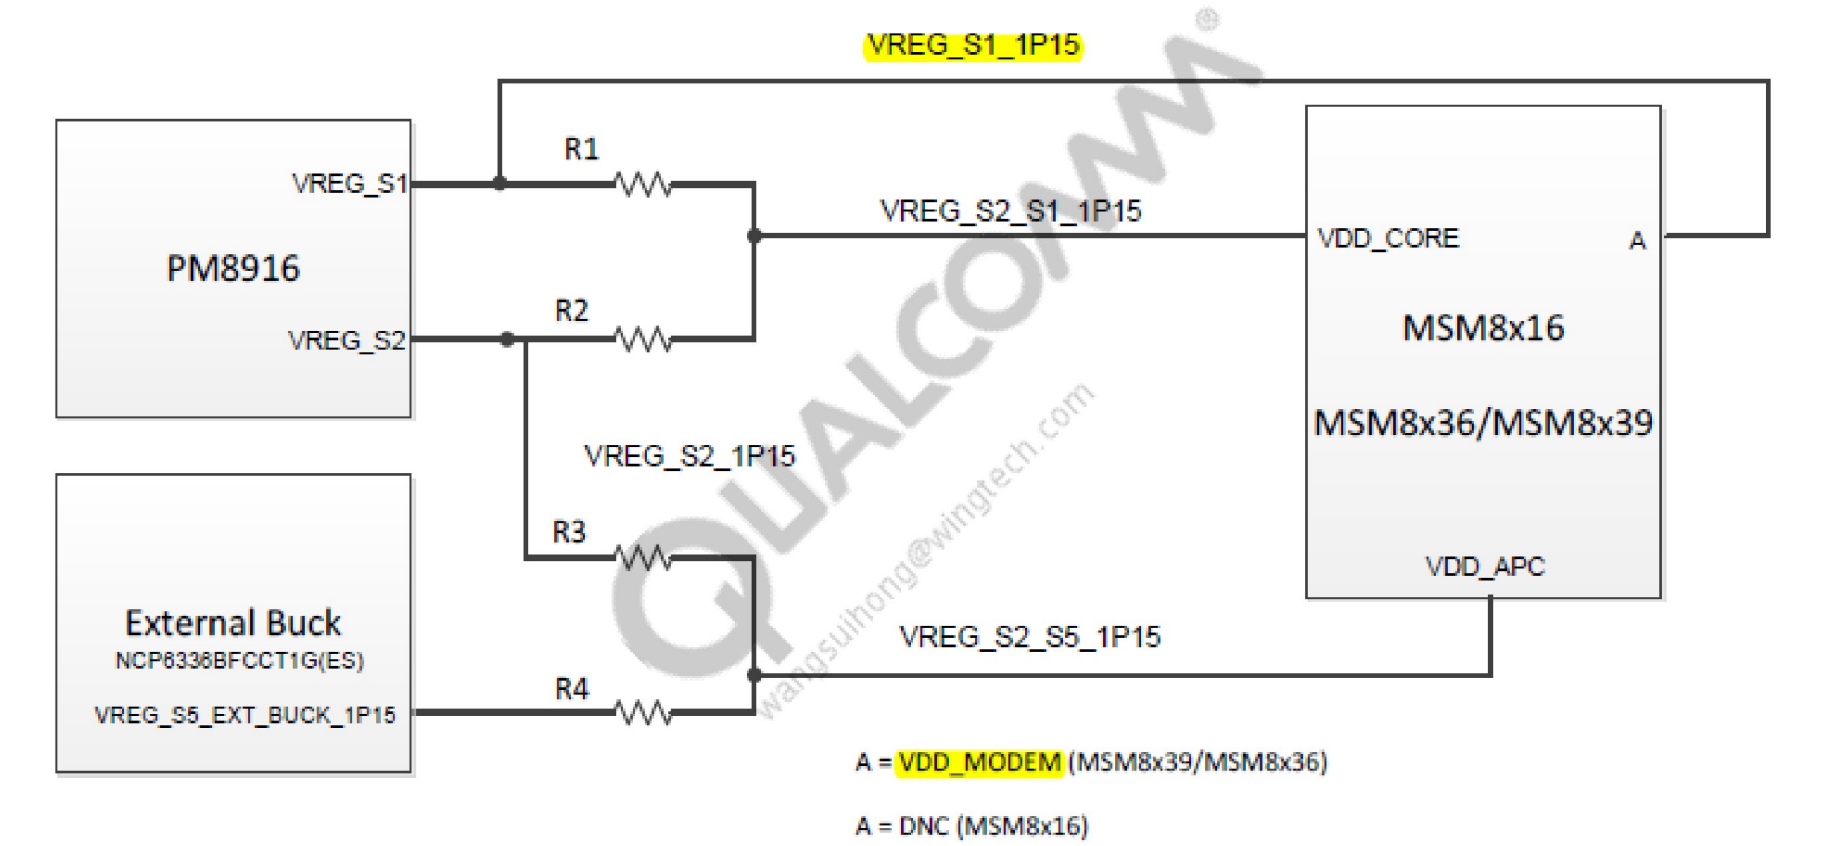 VREG_S1_1P15
R1
VREG_S1
PM8916
VREG_S2_S1_1P15
VDD_CORE
A
R2
VREG_S2
MSM8x16
MSM8x36/MSM8x39
VREG_S2_1P15
R3
VDD_APC
External Buck
NCP6336BFCCT1G(ES)
VREG_S5_EXT_BUCK_1P15
R4
VREG_S2_S5_1P15
A = VDD_MODEM (MSM8x39/MSM8x36)
A = DNC (MSM8x16)
QUALCOMM®
wangsuihong@wingtech.com